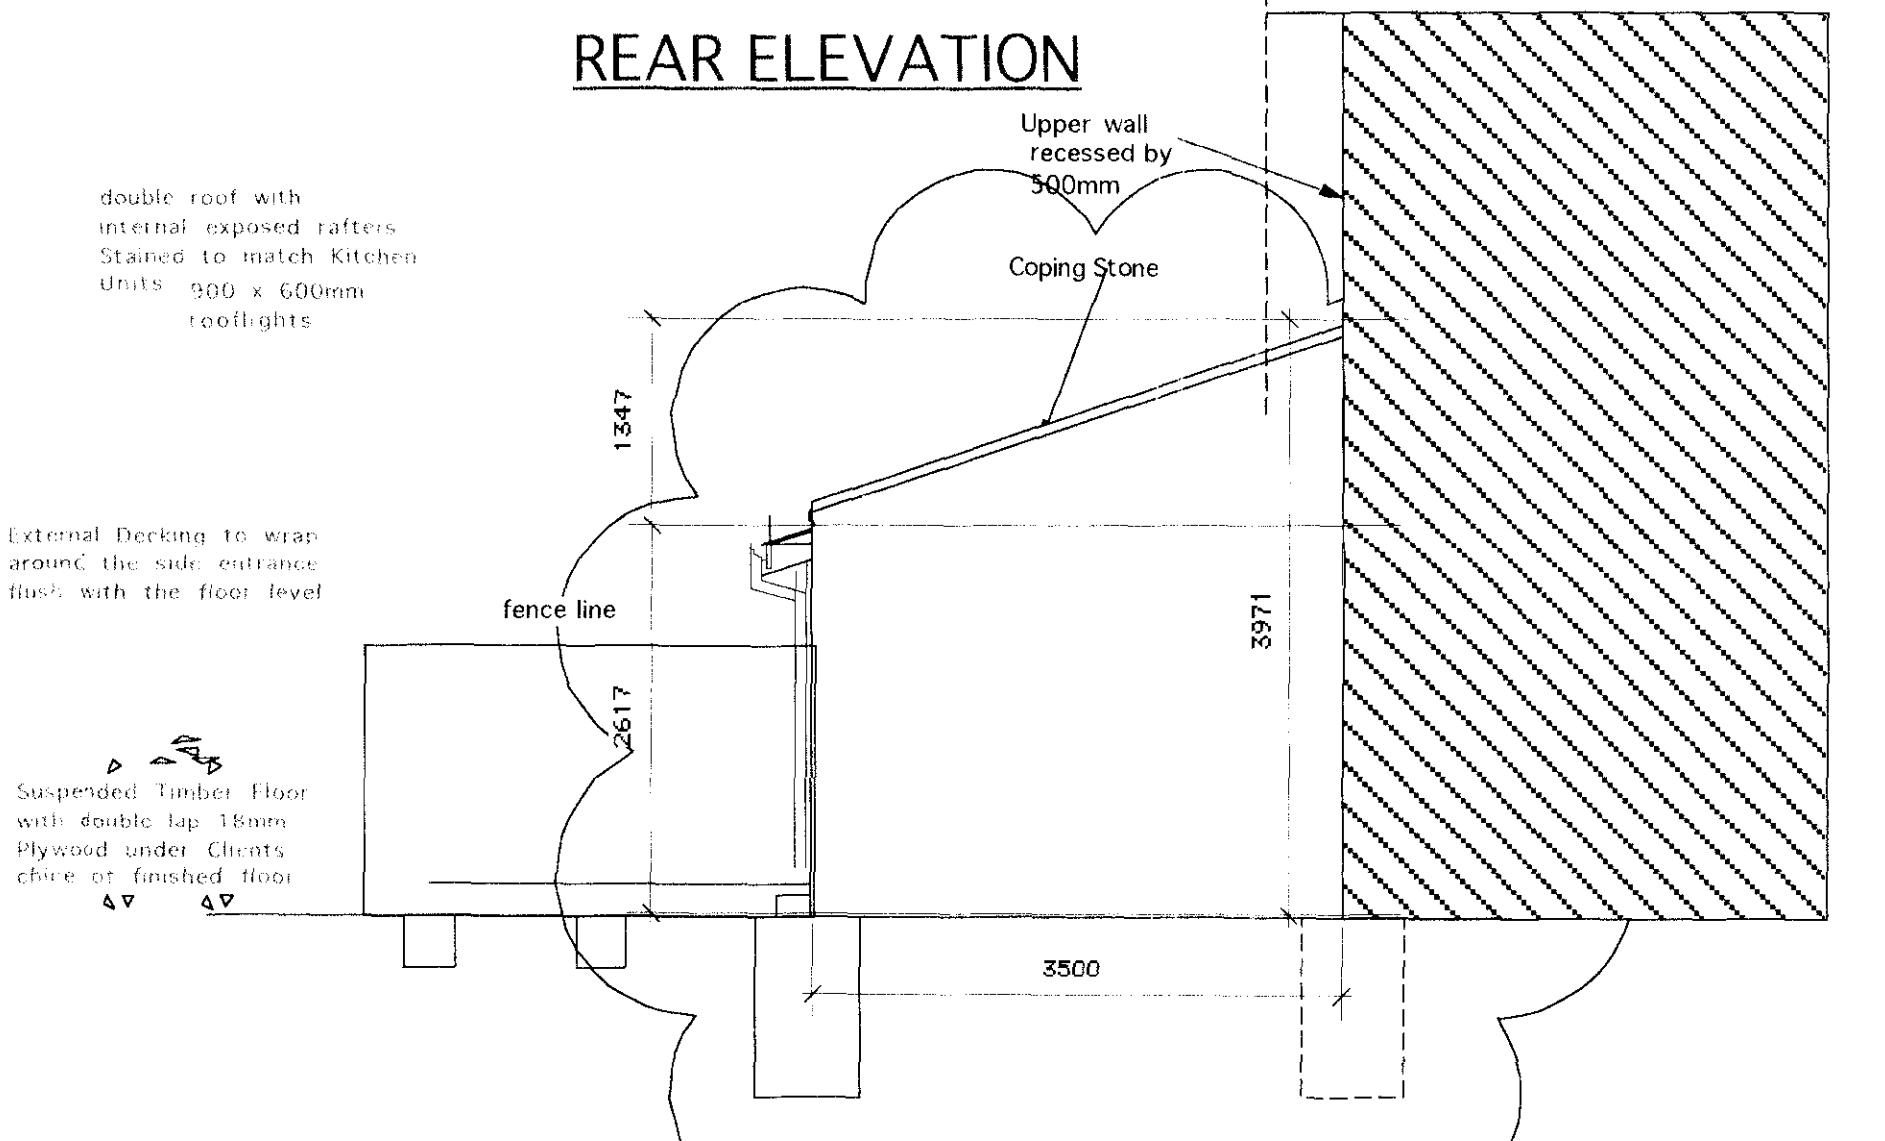 REAR ELEVATION
Upper wall
recessed by
500mm
double roof with
internal exposed rafters
Stained to match Kitchen
Units
900 x 600mm
rooflights
Coping Stone
1347
External Decking to wrap
around the side entrance
flush with the floor level
fence line
3971
2617
Suspended Timber Floor
with double lap 18mm
Plywood under Clients
chice of finished floor
3500